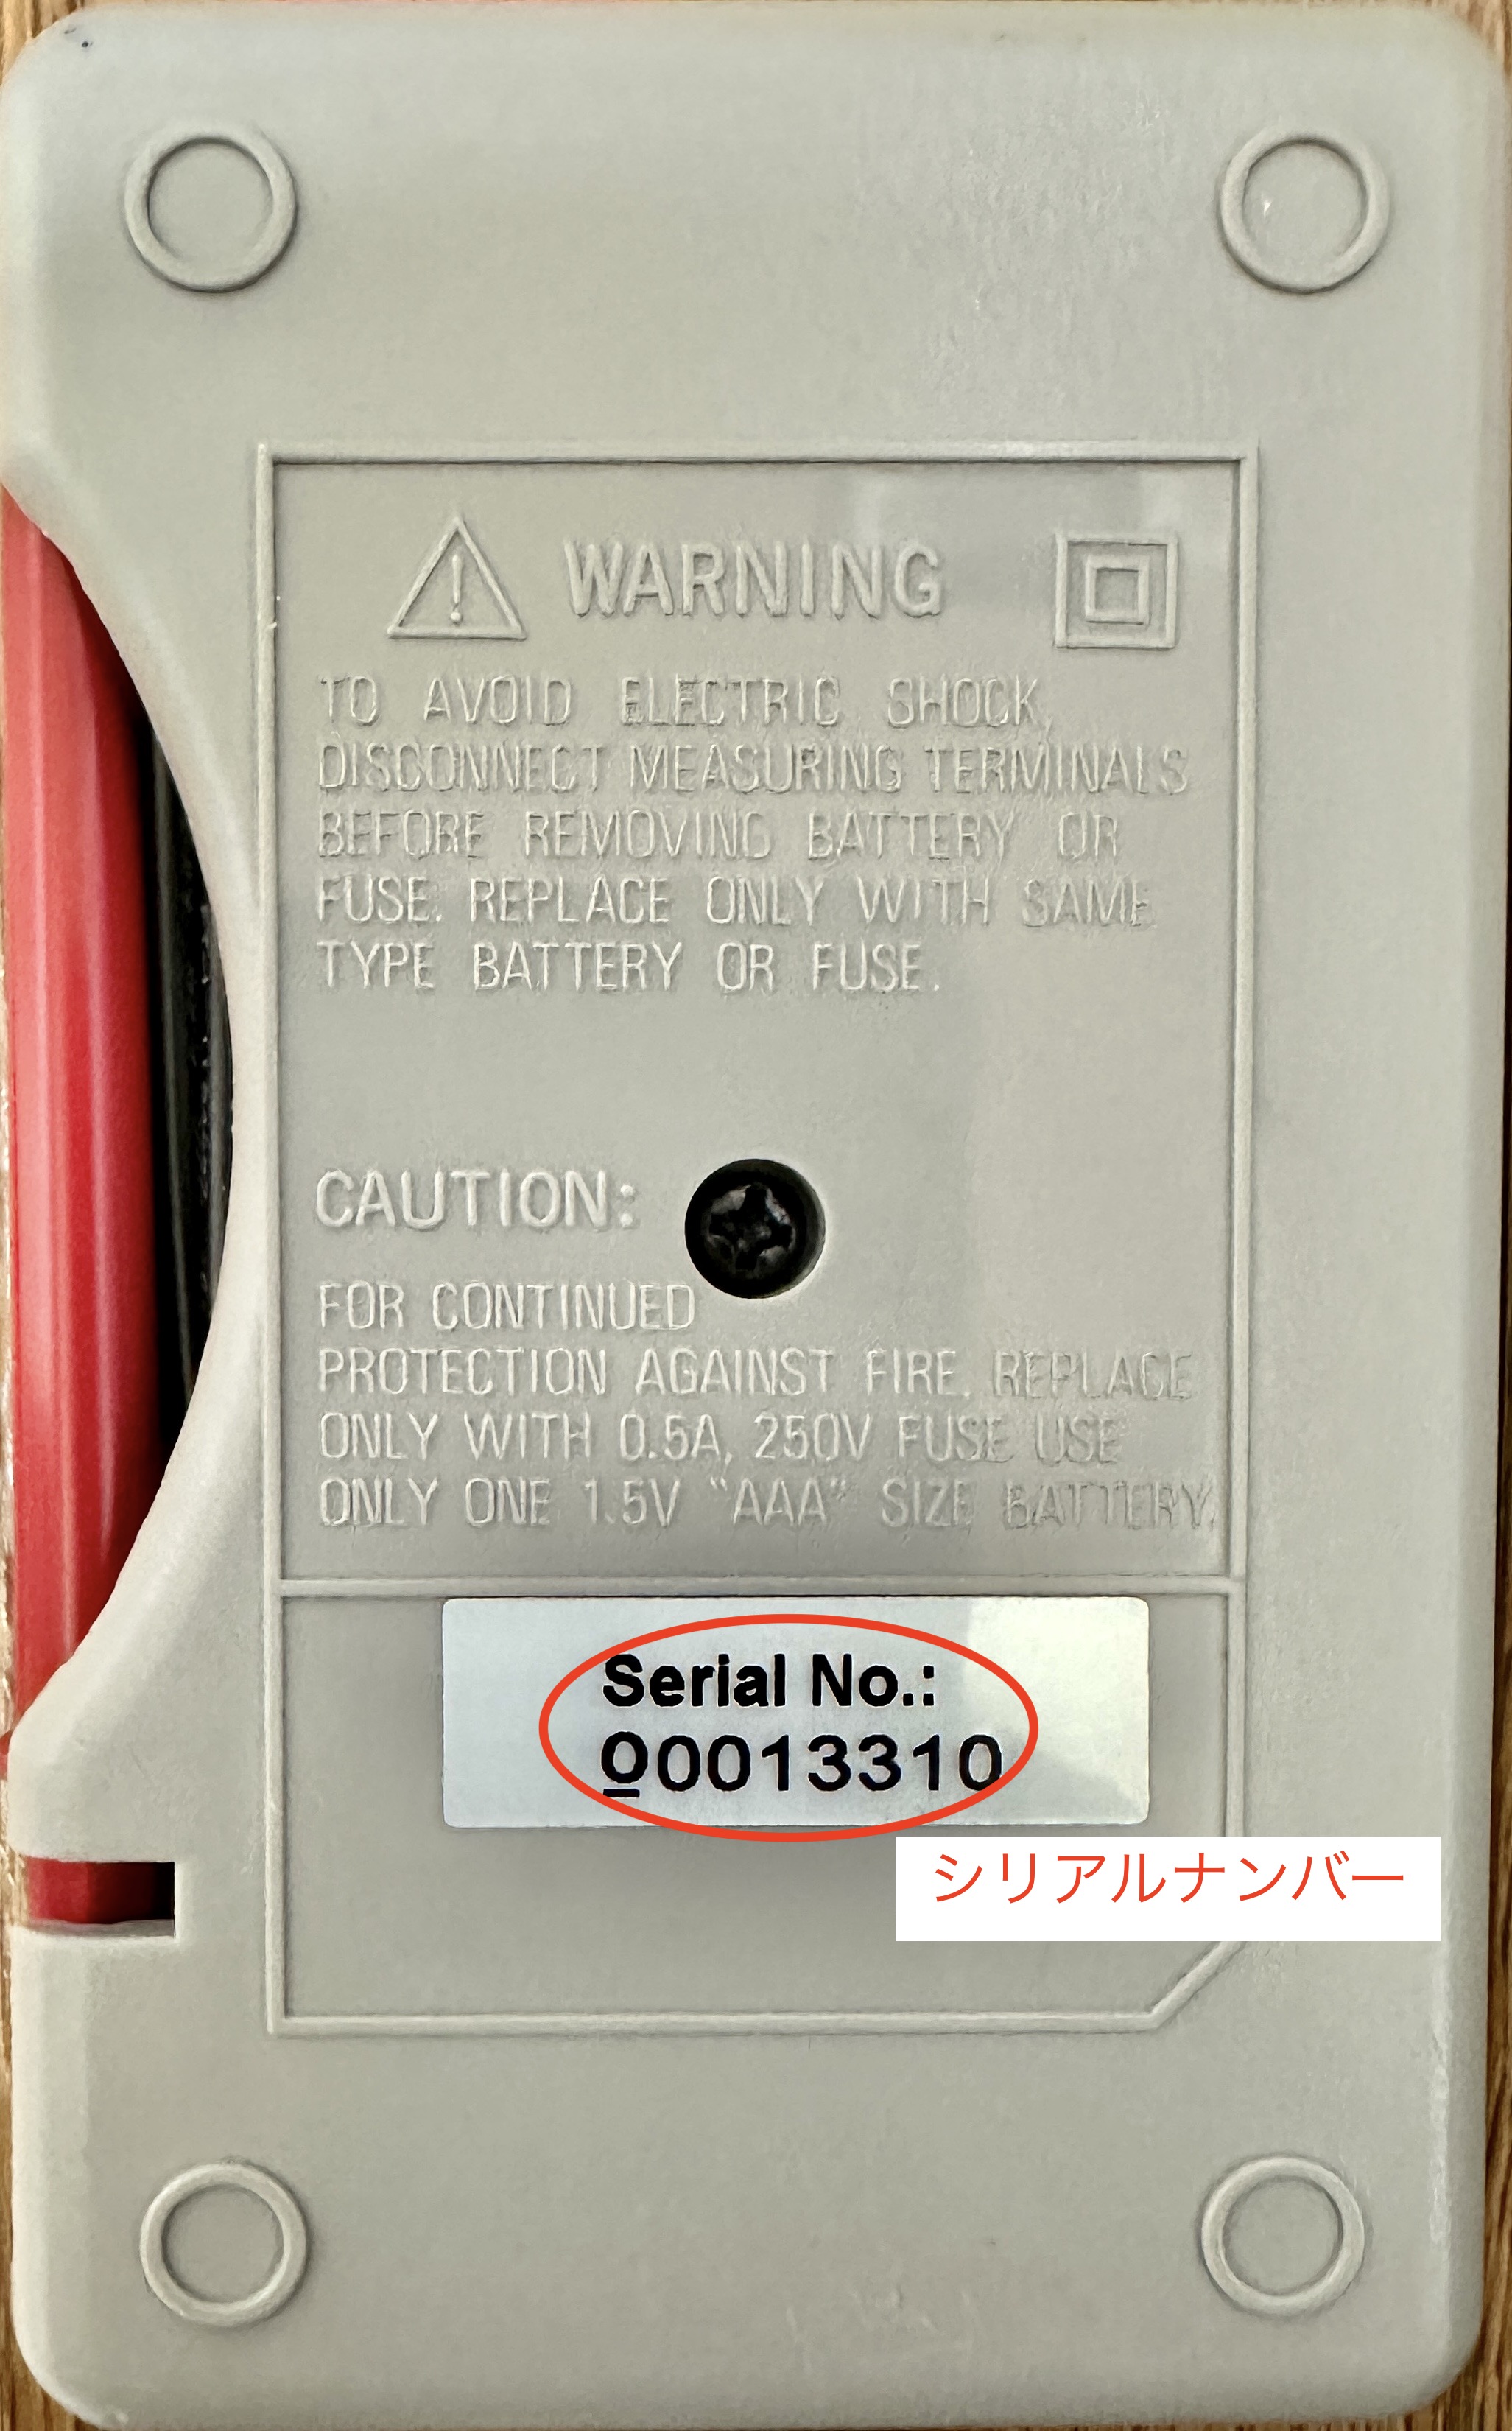 WARNING
TO AVOID ELECTRIC SHOCK,
DISCONNECT MEASURING TERMINALS
BEFORE REMOVING BATTERY OR
FUSE. REPLACE ONLY WITH SAME
TYPE BATTERY OR FUSE.
CAUTION:
FOR CONTINUED
PROTECTION AGAINST FIRE, REPLACE
ONLY WITH 0.5A, 250V FUSE USE
ONLY ONE 1.5V "AAA" SIZE BATTERY.
Serial No.:
O0013310
シリアルナンバー